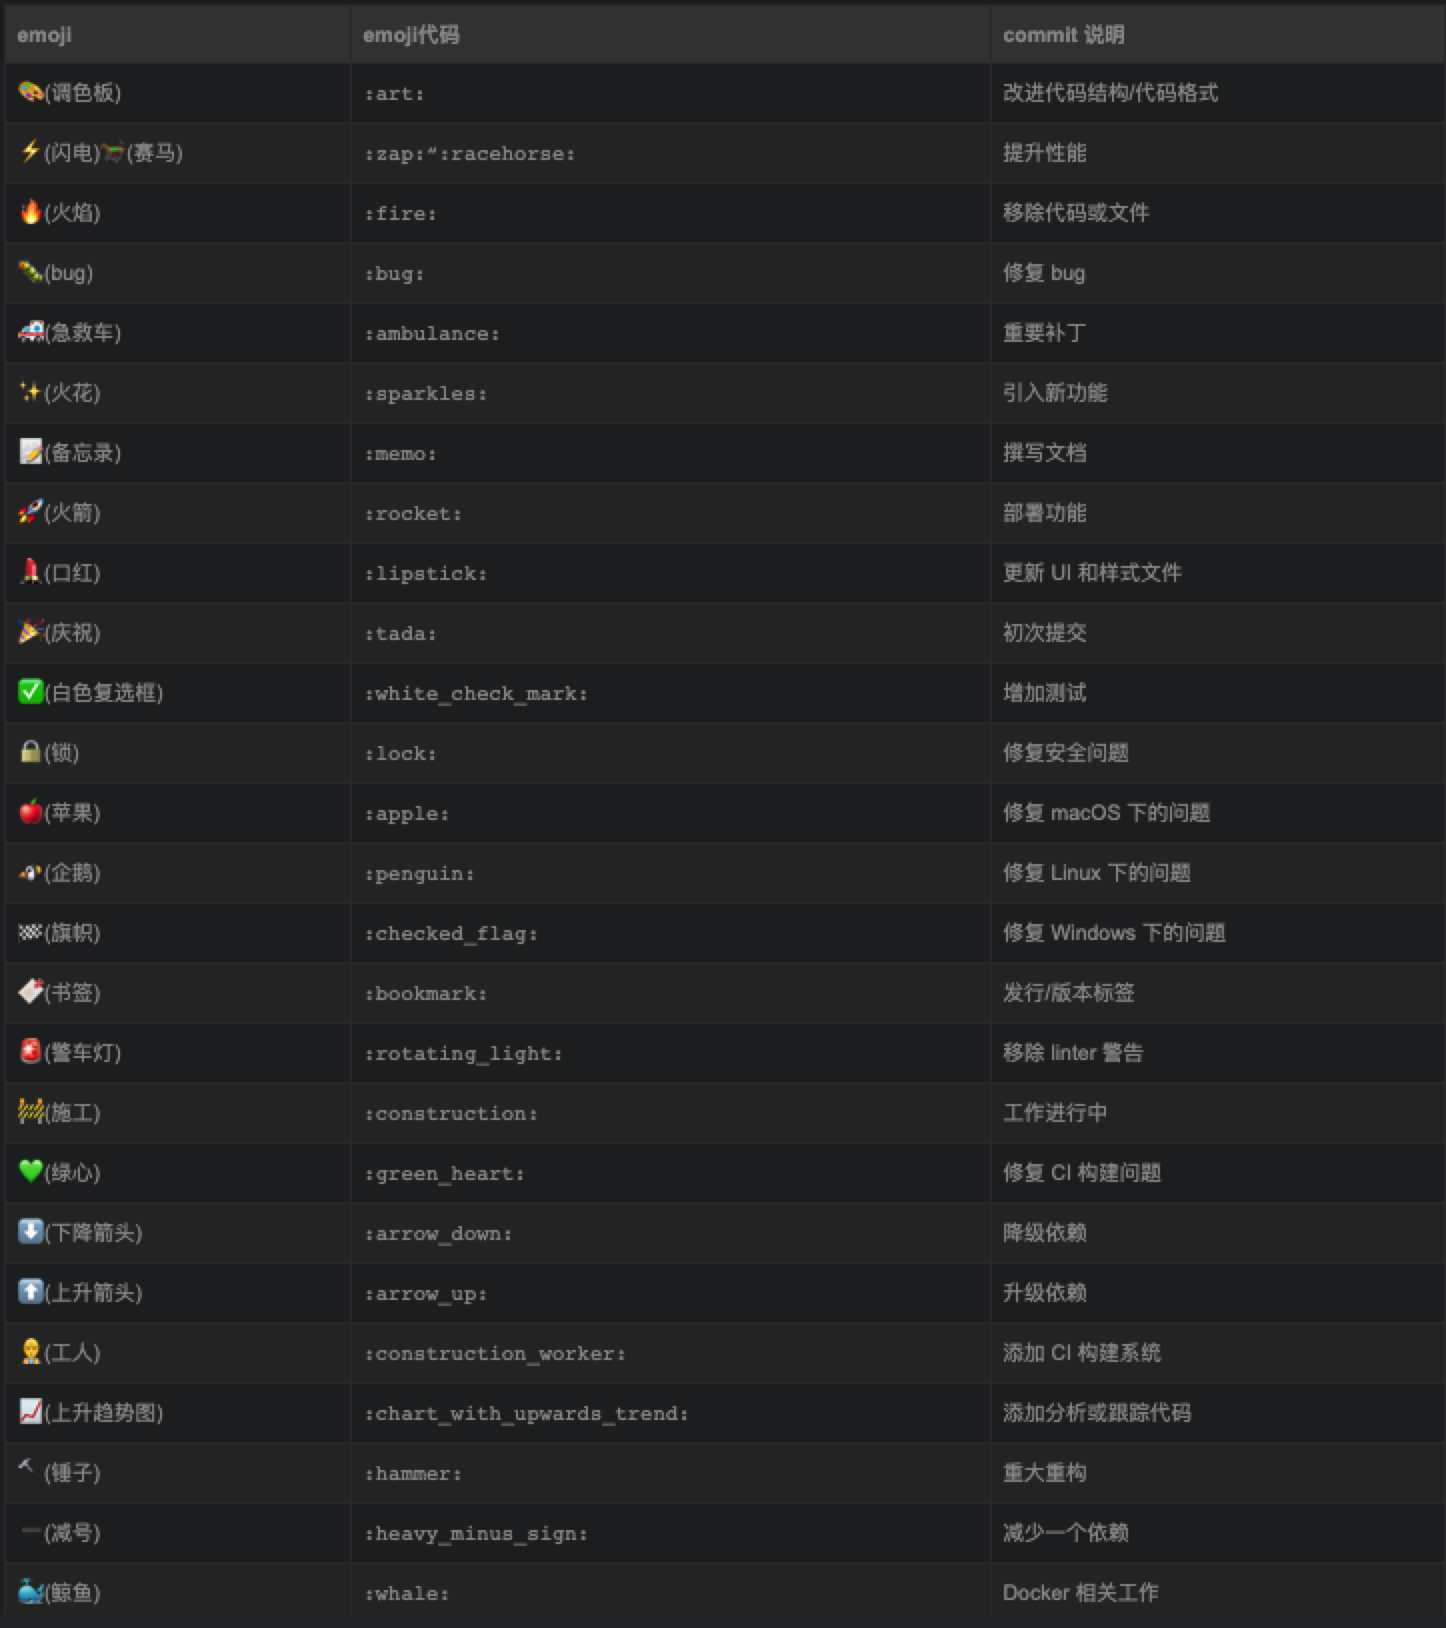 emoji emoji代码 commit 说明
🎨(调色板) :art: 改进代码结构/代码格式
⚡(闪电)🐎(赛马) :zap:“:racehorse: 提升性能
🔥(火焰) :fire: 移除代码或文件
🐛(bug) :bug: 修复 bug
🚑(急救车) :ambulance: 重要补丁
✨(火花) :sparkles: 引入新功能
📝(备忘录) :memo: 撰写文档
🚀(火箭) :rocket: 部署功能
💄(口红) :lipstick: 更新 UI 和样式文件
🎉(庆祝) :tada: 初次提交
✅(白色复选框) :white_check_mark: 增加测试
🔒(锁) :lock: 修复安全问题
🍎(苹果) :apple: 修复 macOS 下的问题
🐧(企鹅) :penguin: 修复 Linux 下的问题
🏁(旗帜) :checked_flag: 修复 Windows 下的问题
🔖(书签) :bookmark: 发行/版本标签
🚨(警车灯) :rotating_light: 移除 linter 警告
🚧(施工) :construction: 工作进行中
💚(绿心) :green_heart: 修复 CI 构建问题
⬇️(下降箭头) :arrow_down: 降级依赖
⬆️(上升箭头) :arrow_up: 升级依赖
👷(工人) :construction_worker: 添加 CI 构建系统
📈(上升趋势图) :chart_with_upwards_trend: 添加分析或跟踪代码
🔨(锤子) :hammer: 重大重构
➖(减号) :heavy_minus_sign: 减少一个依赖
🐳(鲸鱼) :whale: Docker 相关工作